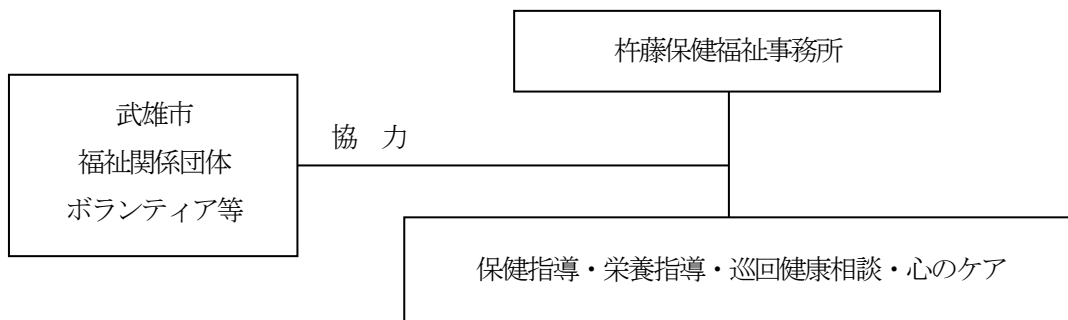 杵藤保健福祉事務所
武雄市
福祉関係団体
ボランティア等
協　力
保健指導・栄養指導・巡回健康相談・心のケア